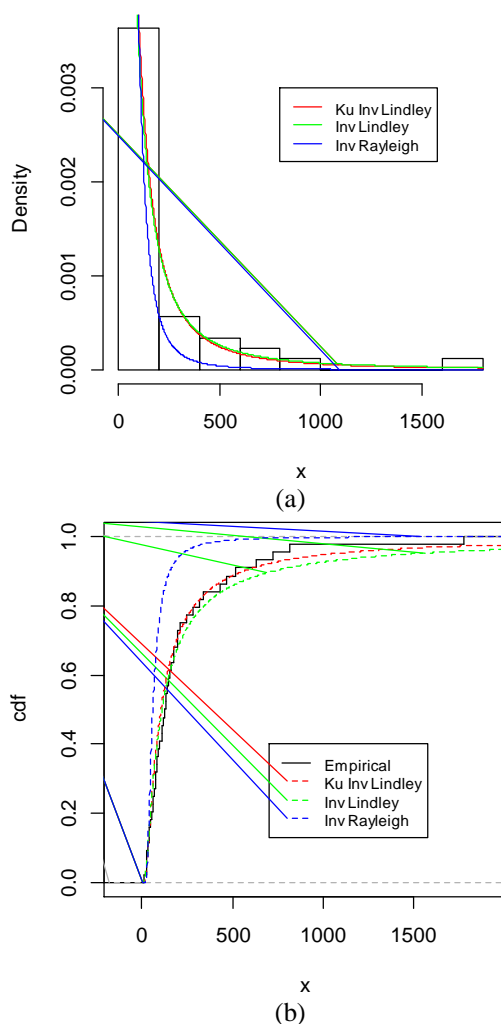 0.003
0.002
0.001
0.000
Density
Ku Inv Lindley
Inv Lindley
Inv Rayleigh
0 500 1000 1500
x
(a)
1.0
0.8
0.6
0.4
0.2
0.0
cdf
Empirical
Ku Inv Lindley
Inv Lindley
Inv Rayleigh
0 500 1000 1500
x
(b)